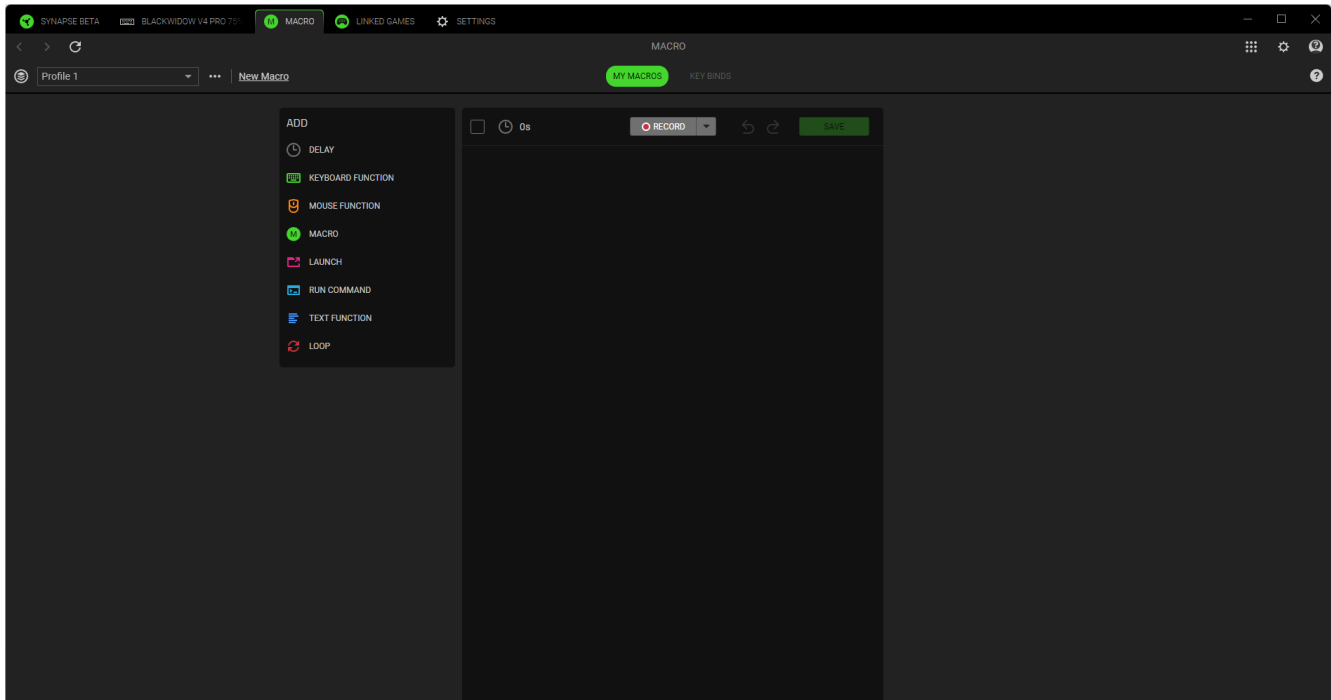 SYNAPSE BETA BLACKWIDOW V4 PRO 75% MACRO LINKED GAMES SETTINGS
MACRO
Profile 1 New Macro MY MACROS KEY BINDS
ADD
DELAY
KEYBOARD FUNCTION
MOUSE FUNCTION
MACRO
LAUNCH
RUN COMMAND
TEXT FUNCTION
LOOP
0s RECORD SAVE